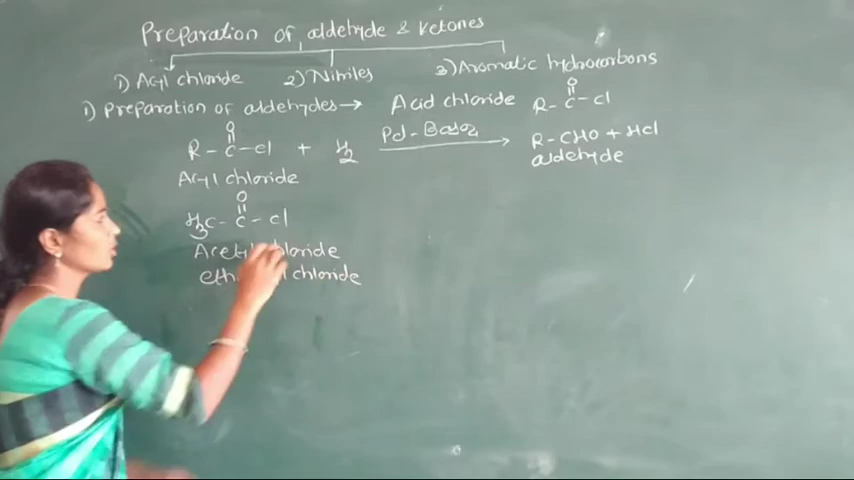 Preparation of aldehyde & Ketones
1) Acyl chloride 2) Nitriles 3) Aromatic hydrocarbons
1) Preparation of aldehydes → Acid chloride R-C-Cl
O
||
O
||
R-C-Cl + H2 Pd-BaSO4 → R-CHO + HCl
Acyl chloride aldehyde
O
||
H3C-C-Cl
chloride
chloride